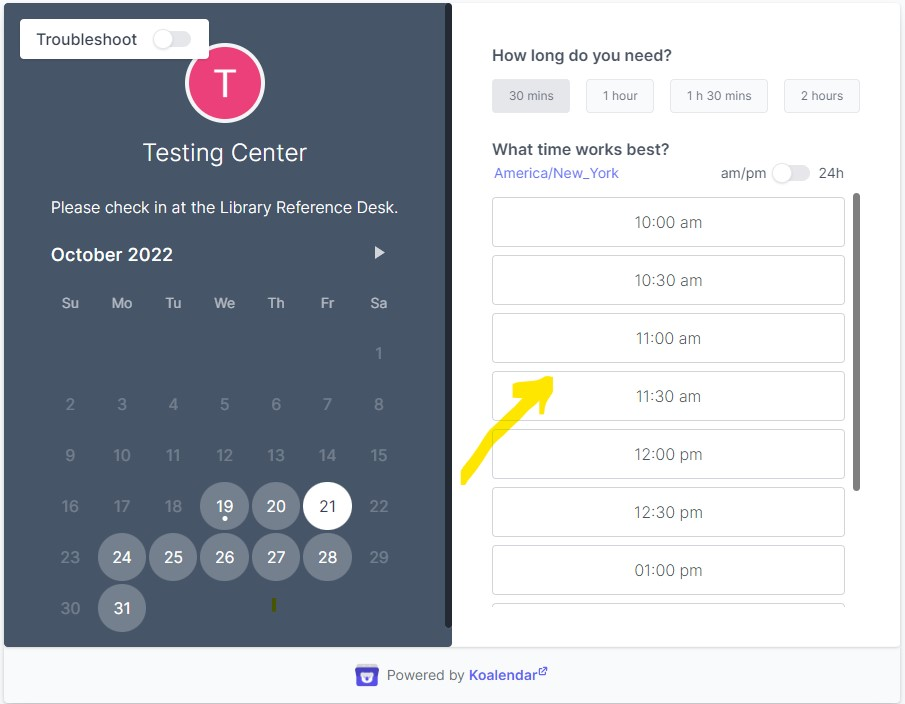 Troubleshoot
T
Testing Center
Please check in at the Library Reference Desk.
October 2022
Su Mo Tu We Th Fr Sa
1
2 3 4 5 6 7 8
9 10 11 12 13 14 15
16 17 18 19 20 21 22
23 24 25 26 27 28 29
30 31
How long do you need?
30 mins 1 hour 1 h 30 mins 2 hours
What time works best?
America/New_York am/pm 24h
10:00 am
10:30 am
11:00 am
11:30 am
12:00 pm
12:30 pm
01:00 pm
Powered by Koalendar